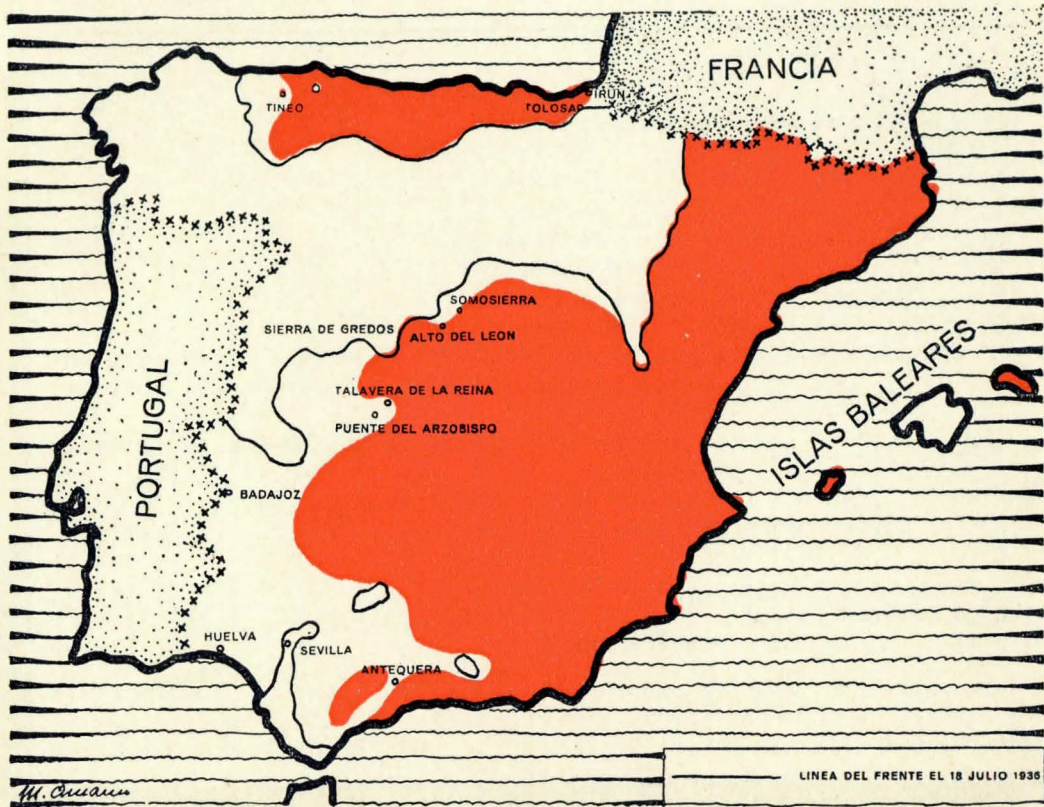 FRANCIA
TINEO
TOLOSA
IRUN
SOMOSIERRA
SIERRA DE GREDOS
ALTO DEL LEON
TALAVERA DE LA REINA
PUENTE DEL ARZOBISPO
ISLAS BALEARES
PORTUGAL
BADAJOZ
HUELVA
SEVILLA
ANTEQUERA
LINEA DEL FRENTE EL 18 JULIO 1936